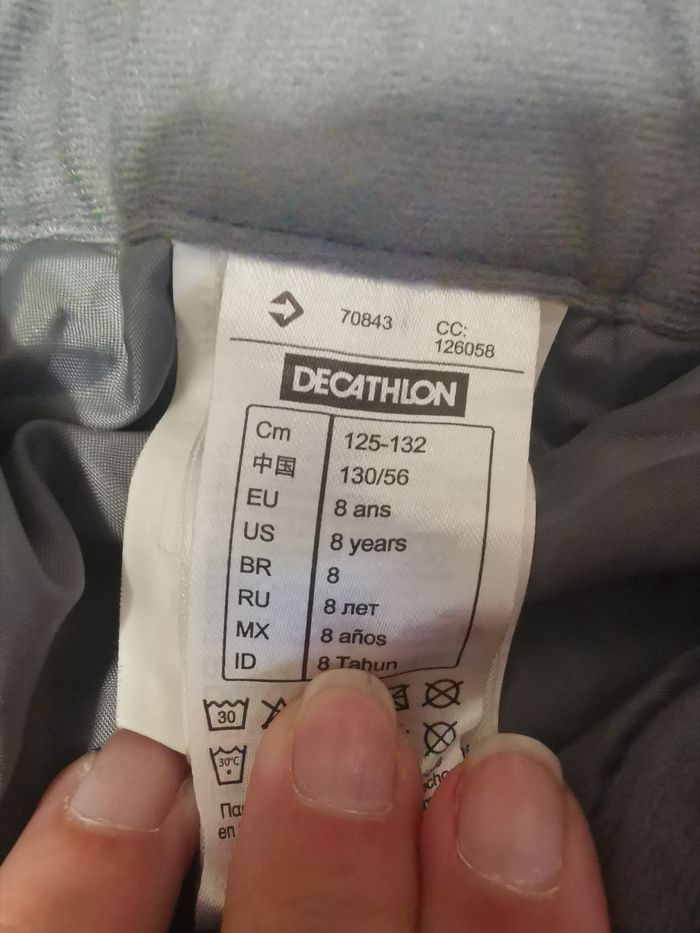 70843 CC:
126058
DECATHLON
Cm 125-132
中国 130/56
EU 8 ans
US 8 years
BR 8
RU 8 лет
MX 8 años
ID 8 Tahun
30
30°C
en